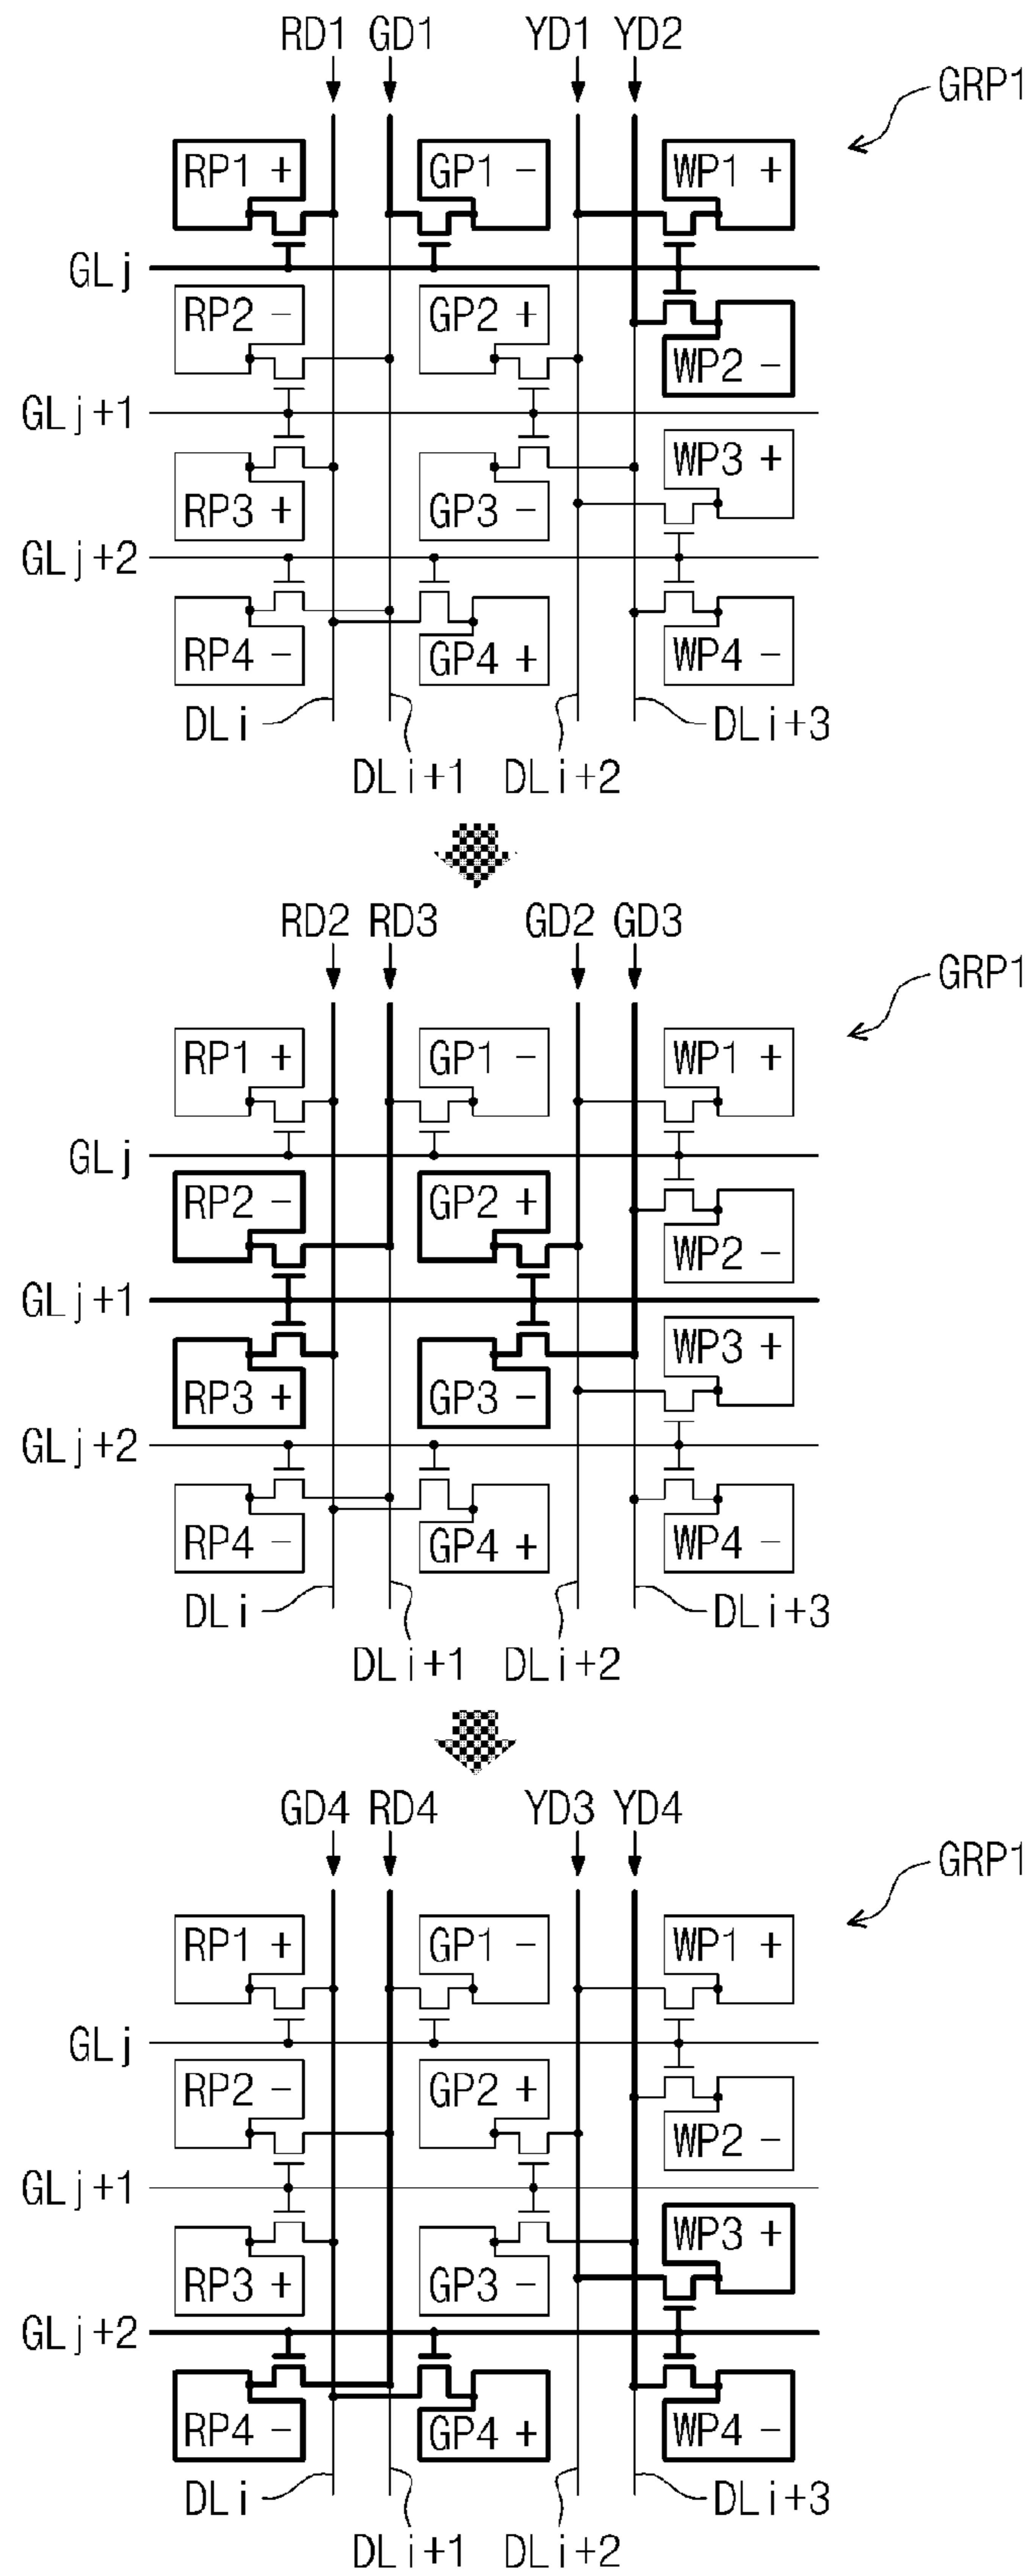 RD1 GD1 YD1 YD2
GRP1
RP1 + GP1 - WP1 +
GLj
RP2 - GP2 +
WP2 -
GLj+1
WP3 +
RP3 + GP3 -
GLj+2
RP4 - GP4 + WP4 -
DLi DLi+3
DLi+1 DLi+2
RD2 RD3 GD2 GD3
GRP1
RP1 + GP1 - WP1 +
GLj
RP2 - GP2 +
WP2 -
GLj+1
WP3 +
RP3 + GP3 -
GLj+2
RP4 - GP4 + WP4 -
DLi DLi+3
DLi+1 DLi+2
GD4 RD4 YD3 YD4
GRP1
RP1 + GP1 - WP1 +
GLj
RP2 - GP2 +
WP2 -
GLj+1
WP3 +
RP3 + GP3 -
GLj+2
RP4 - GP4 + WP4 -
DLi DLi+3
DLi+1 DLi+2